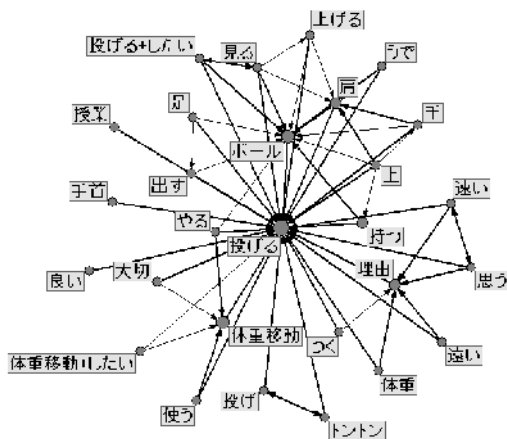 上げる
投げる+したい
見る
うで
肩
足
手
授業
ボール
出す
上
手首
速い
やる
持つ
投げる
理由
良い
大切
思う
体重移動
体重移動+したい
つく
遠い
体重
使う
投げ
トントン